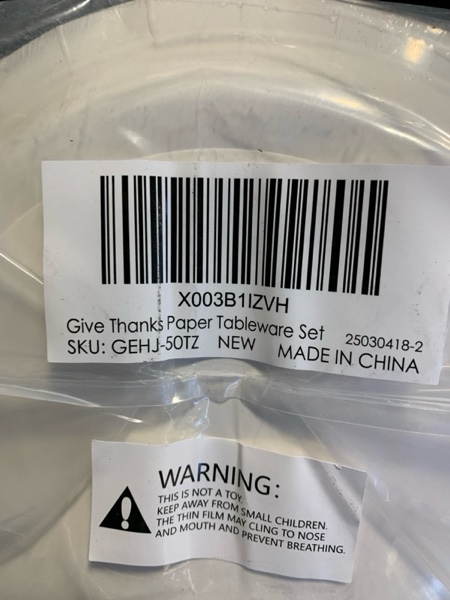 X003B1IZVH
Give Thanks Paper Tableware Set 25030418-2
SKU: GEHJ-50TZ NEW MADE IN CHINA
WARNING:
THIS IS NOT A TOY.
KEEP AWAY FROM SMALL CHILDREN.
THE THIN FILM MAY CLING TO NOSE
AND MOUTH AND PREVENT BREATHING.